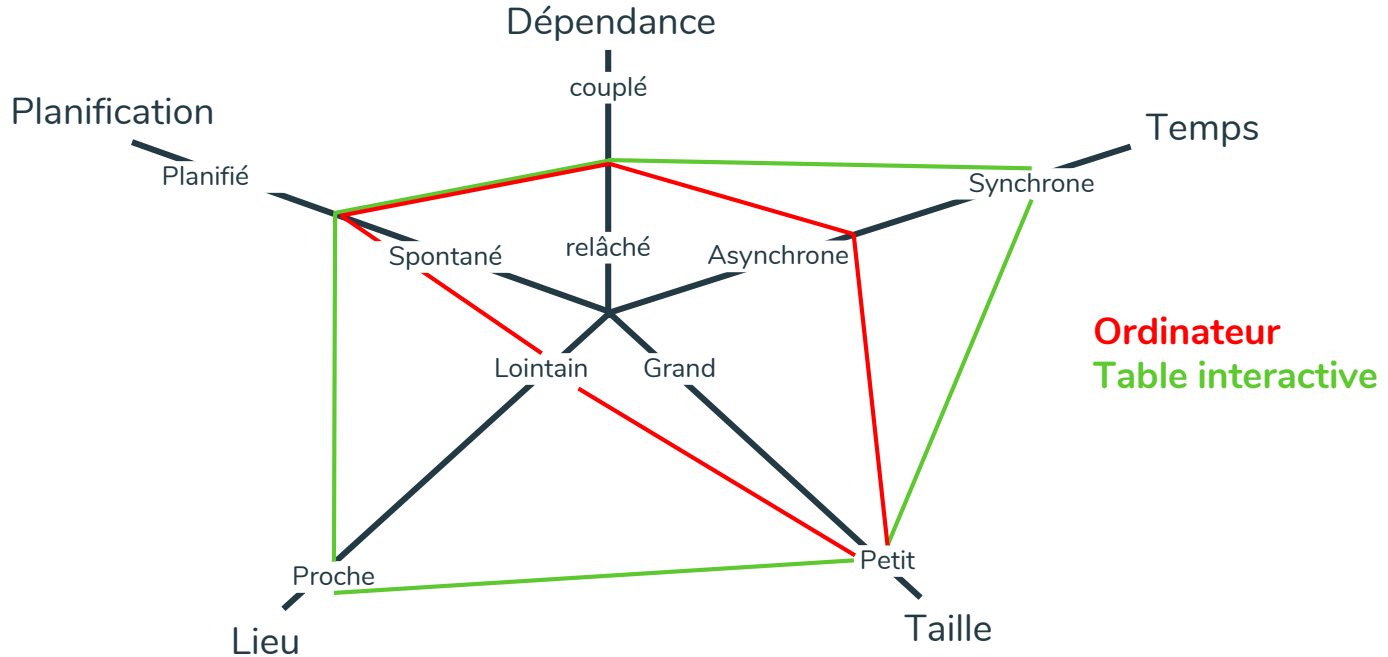 Dépendance
couplé
Planification
Planifié
Temps
Synchrone
Spontané
relâché
Asynchrone
Ordinateur
Table interactive
Lointain
Grand
Proche
Petit
Lieu
Taille